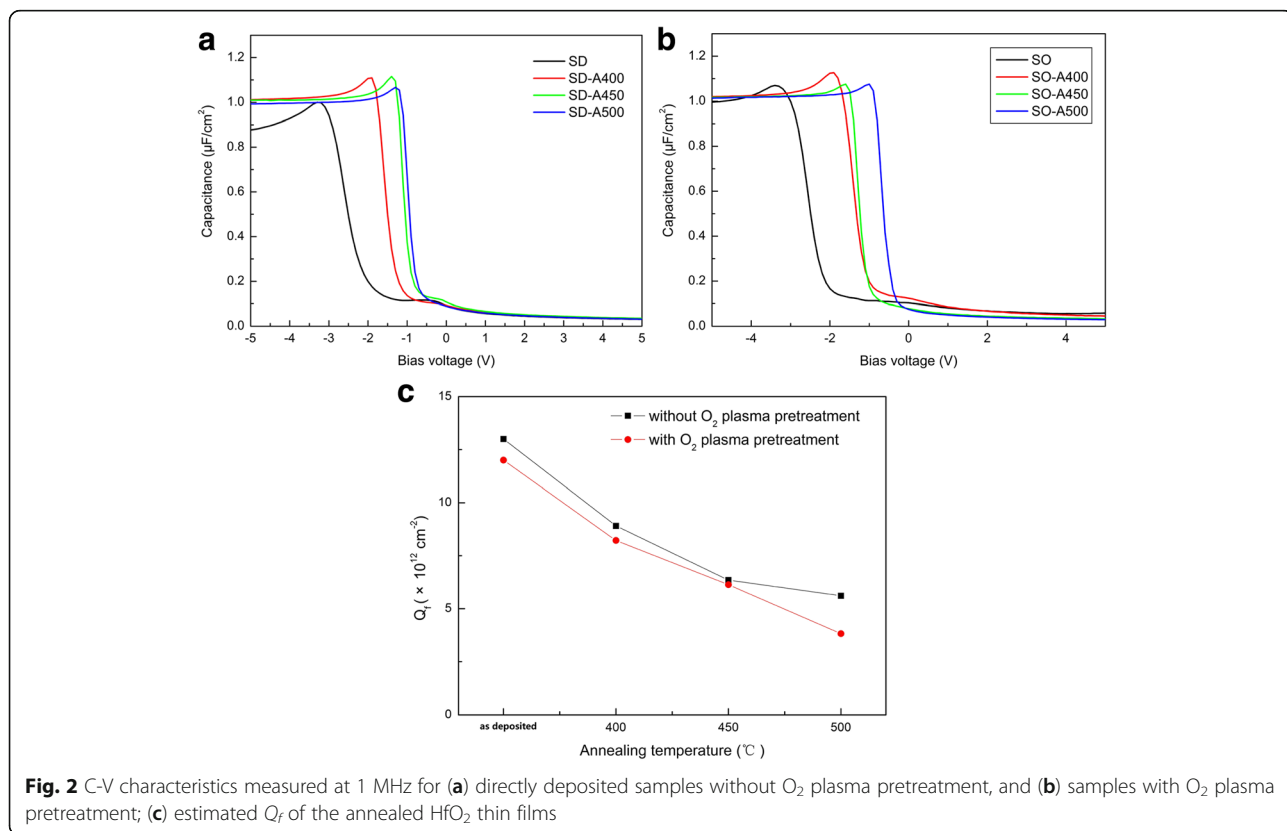 a
b
SD
SD-A400
SD-A450
SD-A500
SO
SO-A400
SO-A450
SO-A500
Capacitance (μF/cm²)
1.2
1.0
0.8
0.6
0.4
0.2
0.0
-5 -4 -3 -2 -1 0 1 2 3 4 5
Bias voltage (V)
Capacitance (μF/cm²)
1.2
1.0
0.8
0.6
0.4
0.2
0.0
-4 -2 0 2 4
Bias voltage (V)
c
without O₂ plasma pretreatment
with O₂ plasma pretreatment
Q_f ( × 10¹² cm⁻²)
15
10
5
0
as deposited 400 450 500
Annealing temperature (℃)
Fig. 2 C-V characteristics measured at 1 MHz for (a) directly deposited samples without O₂ plasma pretreatment, and (b) samples with O₂ plasma
pretreatment; (c) estimated Q_f of the annealed HfO₂ thin films